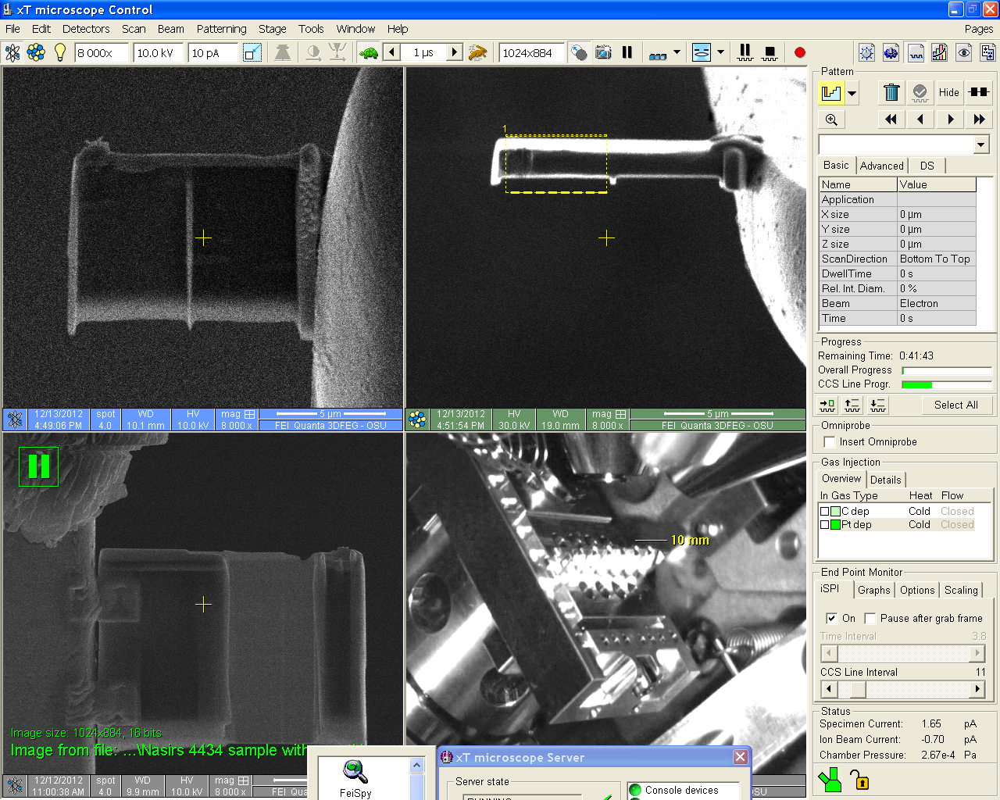 xT microscope Control
File Edit Detectors Scan Beam Patterning Stage Tools Window Help Pages
8 000x 10.0 kV 10 pA 1 µs 1024x884
1
12/13/2012 spot WD HV mag 5 µm
4:49:06 PM 4.0 10.1 mm 10.0 kV 8 000 x FEI Quanta 3DFEG - OSU
12/13/2012 HV WD mag 5 µm
4:51:54 PM 30.0 kV 19.0 mm 8 000 x FEI Quanta 3DFEG - OSU
Image size: 1024x884, 16 bits
Image from file: ...\Nasirs 4434 sample with
12/12/2012 WD HV mag
11:00:38 AM 9.9 mm 10.0 kV 8 000 x FEI Qua
10 mm
FeiSpy
xT microscope Server
Server state
RUNNING
Console devices
SU
Pattern
Hide
Basic Advanced DS
Name Value
Application
X size 0 µm
Y size 0 µm
Z size 0 µm
ScanDirection Bottom To Top
DwellTime 0 s
Rel. Int. Diam. 0 %
Beam Electron
Time 0 s
Progress
Remaining Time: 0:41:43
Overall Progress
CCS Line Progr.
Select All
Omniprobe
Insert Omniprobe
Gas Injection
Overview Details
In Gas Type Heat Flow
C dep Cold Closed
Pt dep Cold Closed
End Point Monitor
iSPI Graphs Options Scaling
On Pause after grab frame
Time Interval 3.8
CCS Line Interval 11
Status
Specimen Current: 1.65 pA
Ion Beam Current: -0.70 pA
Chamber Pressure: 2.67e-4 Pa